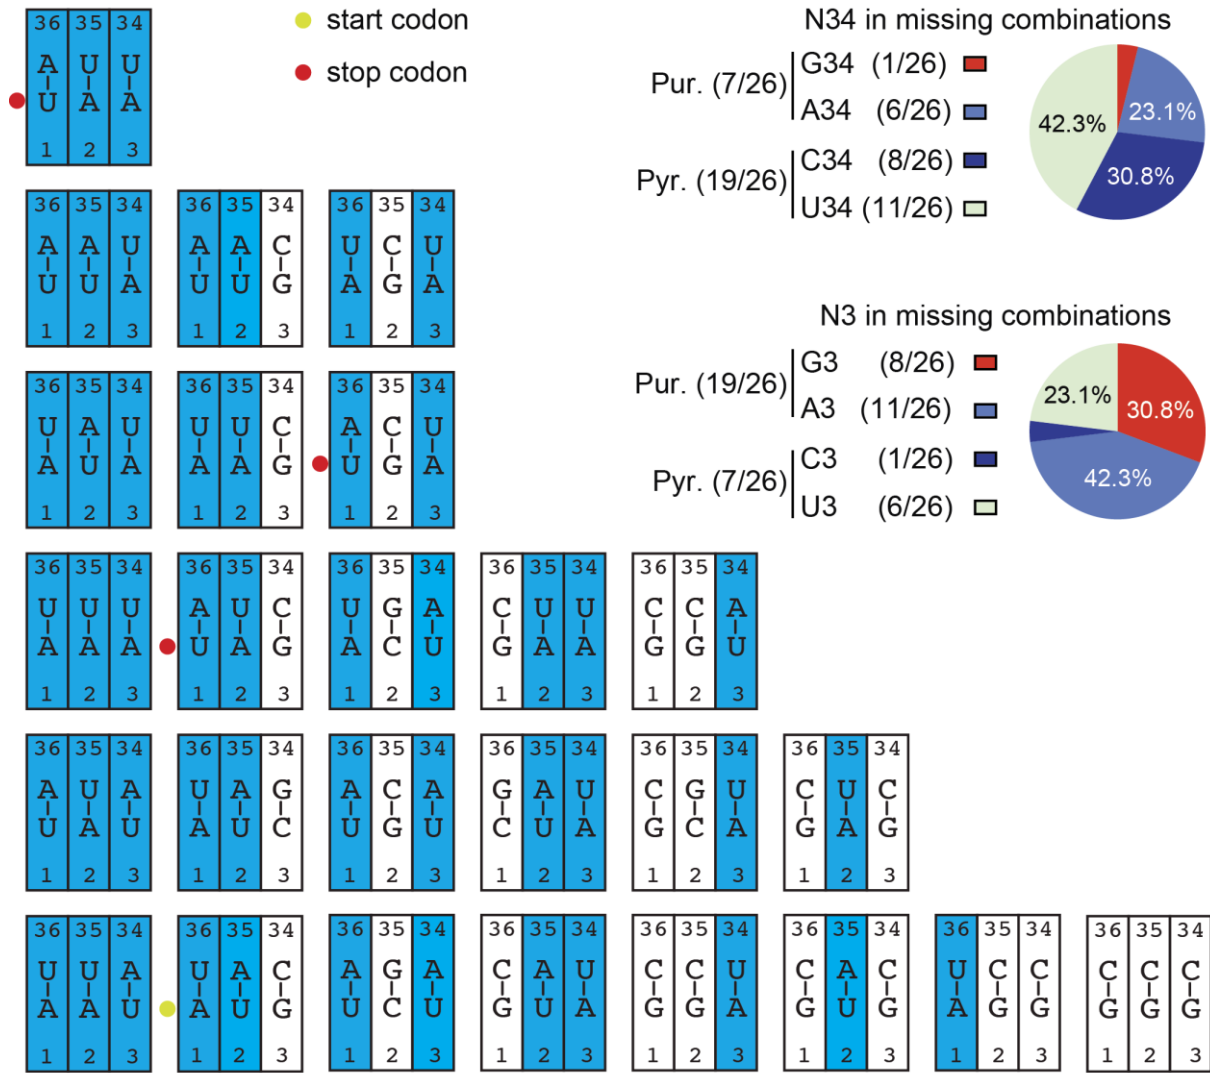 36 35 34
A U U
U A A
1 2 3
start codon
stop codon
N34 in missing combinations
Pur. (7/26)
G34 (1/26)
A34 (6/26)
Pyr. (19/26)
C34 (8/26)
U34 (11/26)
42.3%
23.1%
30.8%
36 35 34 36 35 34 36 35 34
A A U A A C U C U
U U A U U G A G A
1 2 3 1 2 3 1 2 3
N3 in missing combinations
Pur. (19/26)
G3 (8/26)
A3 (11/26)
Pyr. (7/26)
C3 (1/26)
U3 (6/26)
23.1%
30.8%
42.3%
36 35 34 36 35 34 36 35 34
U A U U U C A C U
A U A A A G U G A
1 2 3 1 2 3 1 2 3
36 35 34 36 35 34 36 35 34 36 35 34 36 35 34
U U U A U C U G A C U U C C A
A A A U A G A C U G A A G G U
1 2 3 1 2 3 1 2 3 1 2 3 1 2 3
36 35 34 36 35 34 36 35 34 36 35 34 36 35 34 36 35 34
A U A U A G A C A G A U C G U C U C
U A U A U C U G U C U A G C A G A G
1 2 3 1 2 3 1 2 3 1 2 3 1 2 3 1 2 3
36 35 34 36 35 34 36 35 34 36 35 34 36 35 34 36 35 34 36 35 34 36 35 34
U U A U A C A G A C A U C C U C A C U C C C C C
A A U A U G U C U G U A G G A G U G A G G G G G
1 2 3 1 2 3 1 2 3 1 2 3 1 2 3 1 2 3 1 2 3 1 2 3